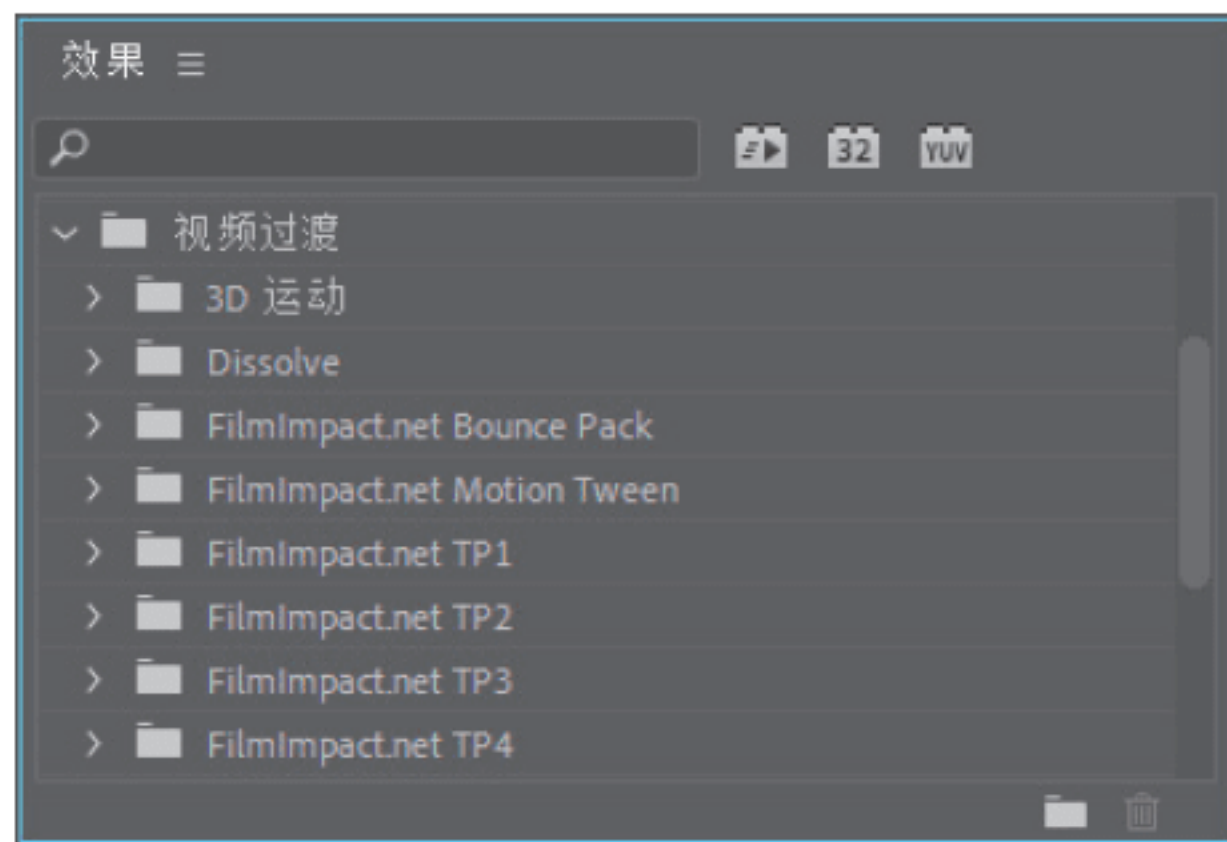 效果
32 YUV
视频过渡
3D 运动
Dissolve
FilmImpact.net Bounce Pack
FilmImpact.net Motion Tween
FilmImpact.net TP1
FilmImpact.net TP2
FilmImpact.net TP3
FilmImpact.net TP4